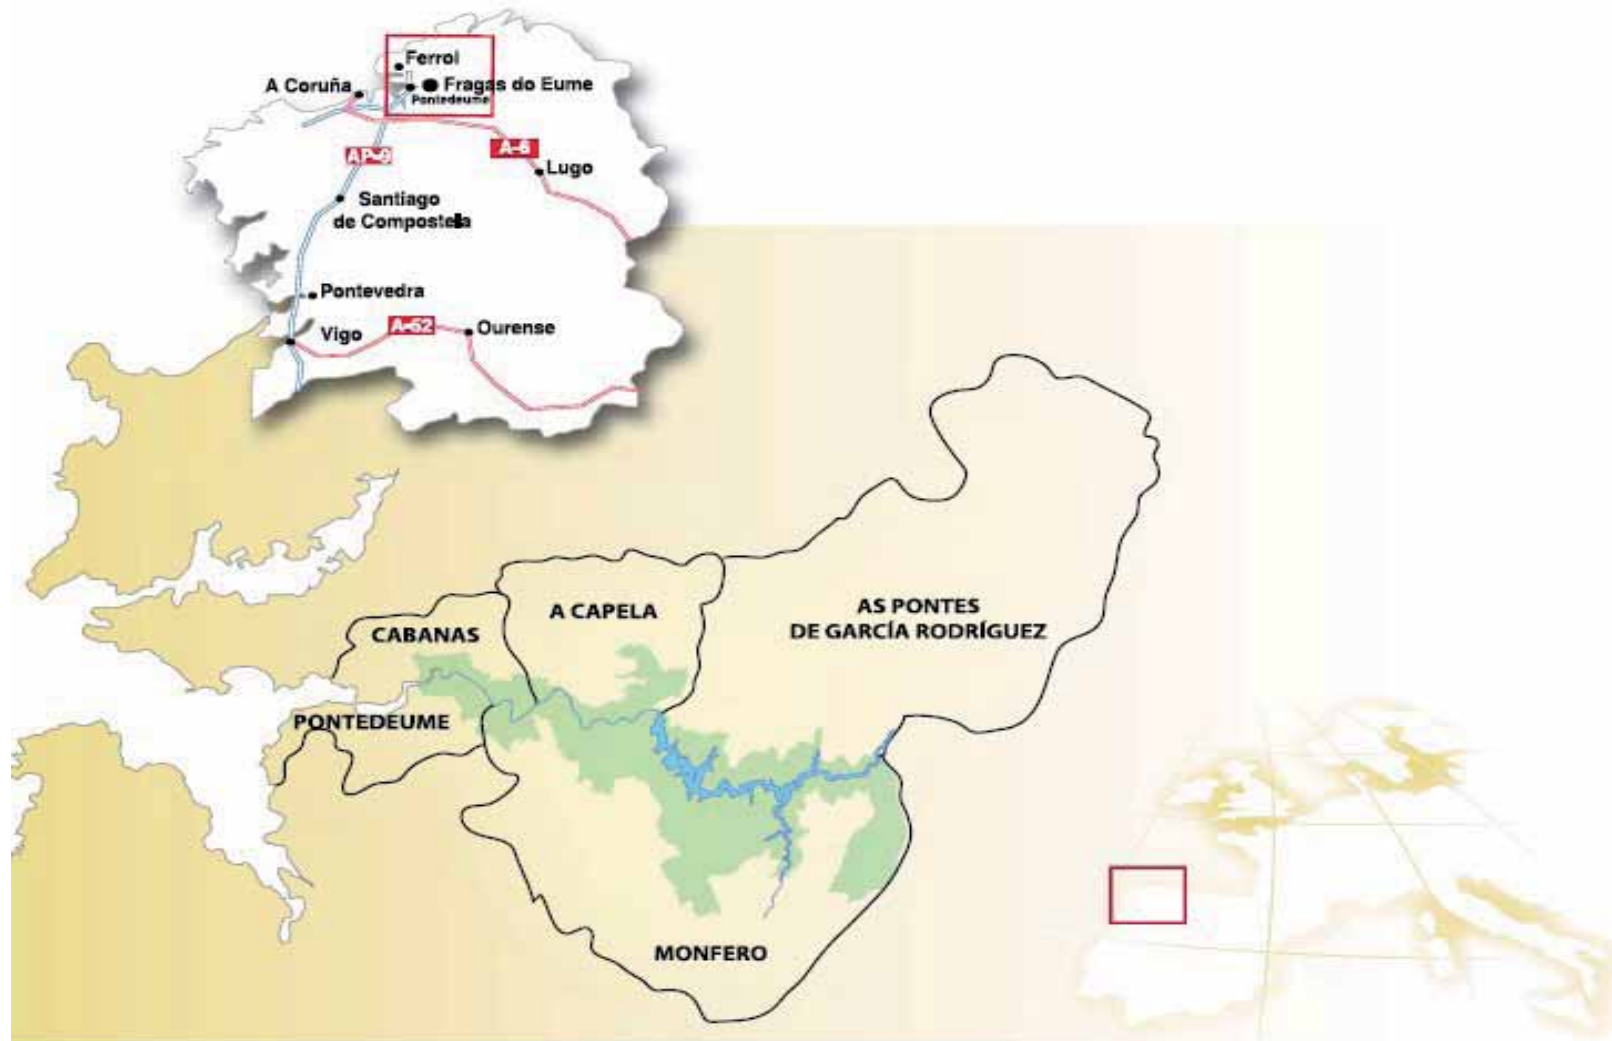 Ferrol
A Coruña
Fragas do Eume
Pontedeume
AP-9
A-6
Lugo
Santiago
de Compostela
Pontevedra
Vigo
A-52
Ourense
A CAPELA
AS PONTES
DE GARCÍA RODRÍGUEZ
CABANAS
PONTEDEUME
MONFERO